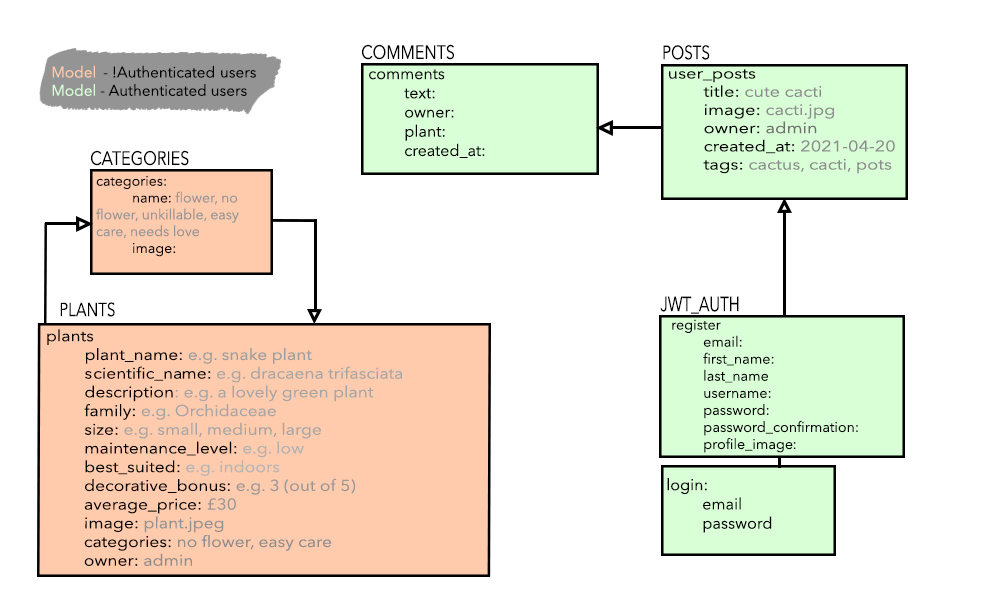 Model - !Authenticated users
Model - Authenticated users
COMMENTS
comments
text:
owner:
plant:
created_at:
POSTS
user_posts
title: cute cacti
image: cacti.jpg
owner: admin
created_at: 2021-04-20
tags: cactus, cacti, pots
CATEGORIES
categories:
name: flower, no
flower, unkillable, easy
care, needs love
image:
PLANTS
plants
plant_name: e.g. snake plant
scientific_name: e.g. dracaena trifasciata
description: e.g. a lovely green plant
family: e.g. Orchidaceae
size: e.g. small, medium, large
maintenance_level: e.g. low
best_suited: e.g. indoors
decorative_bonus: e.g. 3 (out of 5)
average_price: £30
image: plant.jpeg
categories: no flower, easy care
owner: admin
JWT_AUTH
register
email:
first_name:
last_name
username:
password:
password_confirmation:
profile_image:
login:
email
password